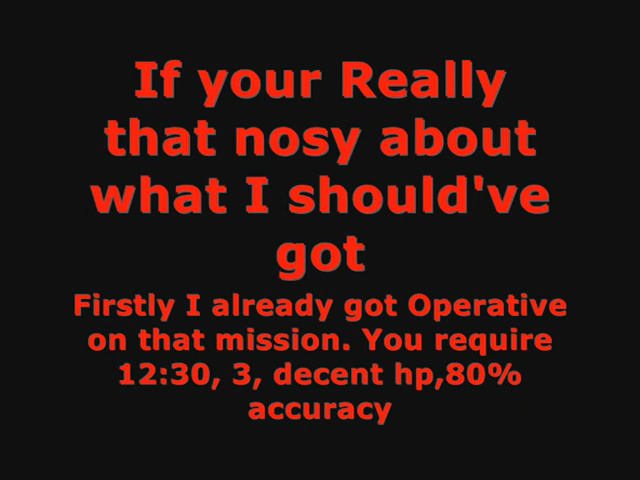 If your Really
that nosy about
what I should've
got
Firstly I already got Operative
on that mission. You require
12:30, 3, decent hp,80%
accuracy